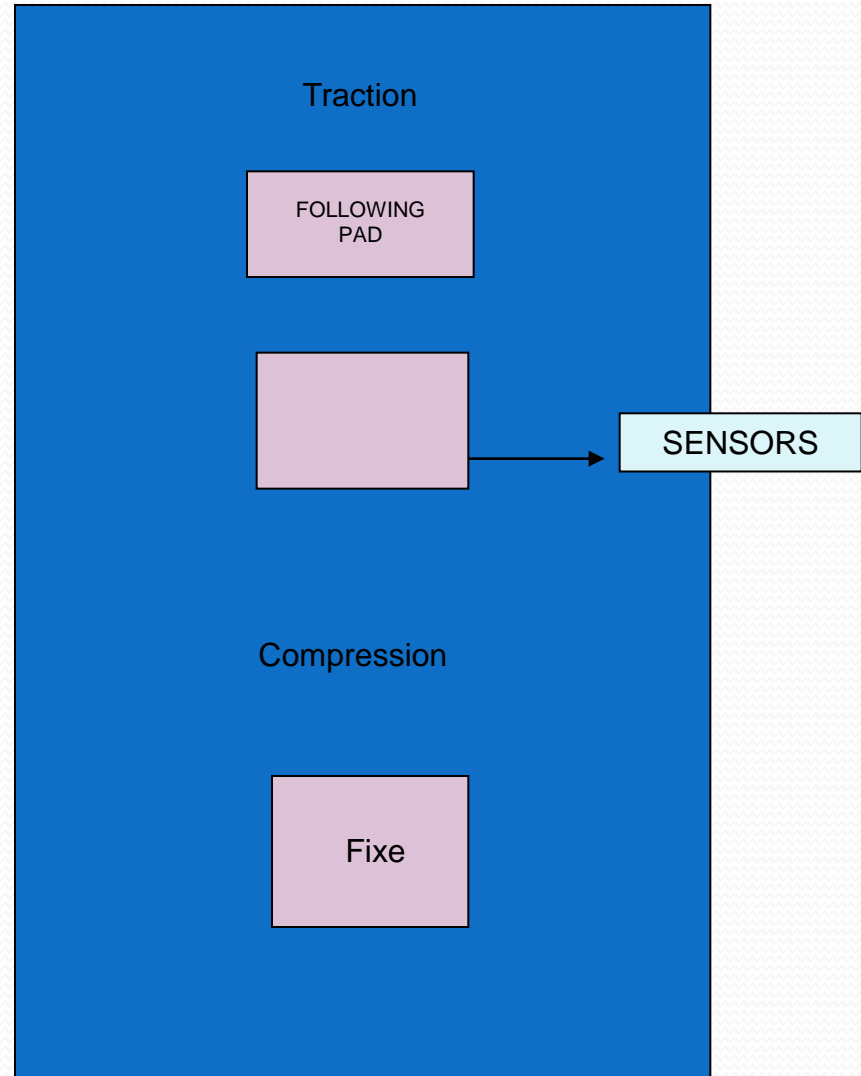 Traction
FOLLOWING
PAD
SENSORS
Compression
Fixe